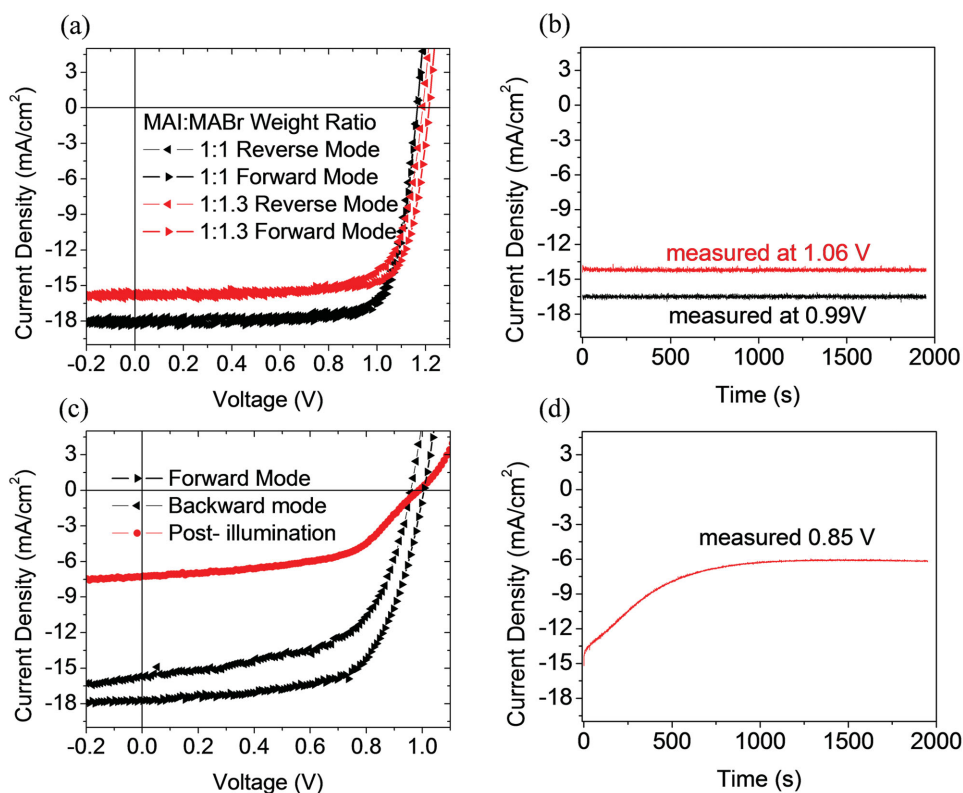 (a)
3
0
-3
-6
-9
-12
-15
-18
Current Density (mA/cm²)
MAI:MABr Weight Ratio
1:1 Reverse Mode
1:1 Forward Mode
1:1.3 Reverse Mode
1:1.3 Forward Mode
-0.2 0.0 0.2 0.4 0.6 0.8 1.0 1.2
Voltage (V)
(b)
3
0
-3
-6
-9
-12
-15
-18
Current Density (mA/cm²)
measured at 1.06 V
measured at 0.99V
0 500 1000 1500 2000
Time (s)
(c)
3
0
-3
-6
-9
-12
-15
-18
Current Density (mA/cm²)
Forward Mode
Backward mode
Post- illumination
-0.2 0.0 0.2 0.4 0.6 0.8 1.0
Voltage (V)
(d)
3
0
-3
-6
-9
-12
-15
-18
Current Density (mA/cm²)
measured 0.85 V
0 500 1000 1500 2000
Time (s)